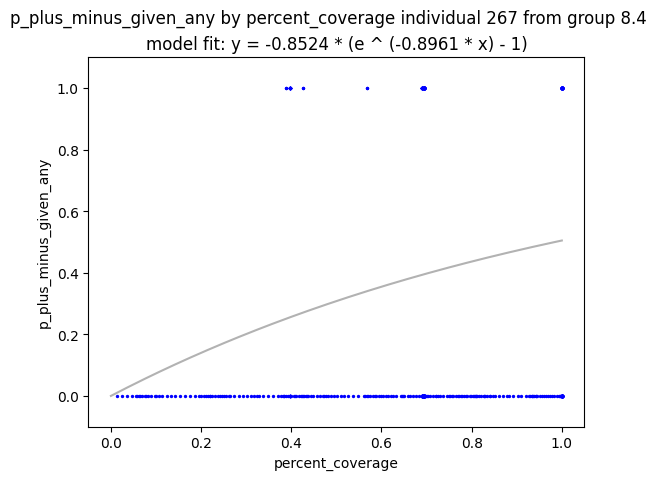 p_plus_minus_given_any by percent_coverage individual 267 from group 8.4
model fit: y = -0.8524 * (e ^ (-0.8961 * x) - 1)
1.0
0.8
0.6
0.4
0.2
0.0
p_plus_minus_given_any
0.0 0.2 0.4 0.6 0.8 1.0
percent_coverage